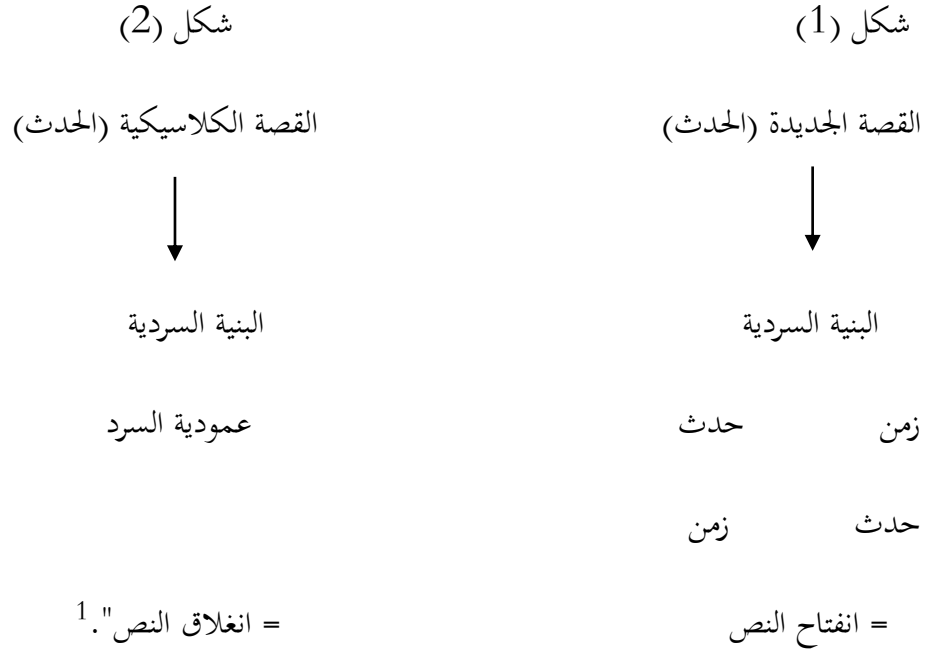 شكل (1) شكل (2)
القصة الجديدة (الحدث) القصة الكلاسيكية (الحدث)
البنية السردية البنية السردية
زمن حدث عمودية السرد
حدث زمن
= انفتاح النص = انغلاق النص".1